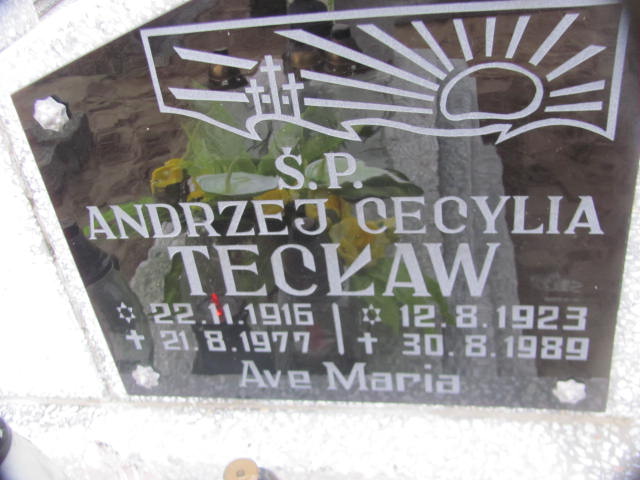 Ś.P.
ANDRZEJ CECYLIA
TECŁAW
✡ 22.11.1916 | ✡ 12.8.1923
✝ 21.8.1977 | ✝ 30.8.1989
Ave Maria